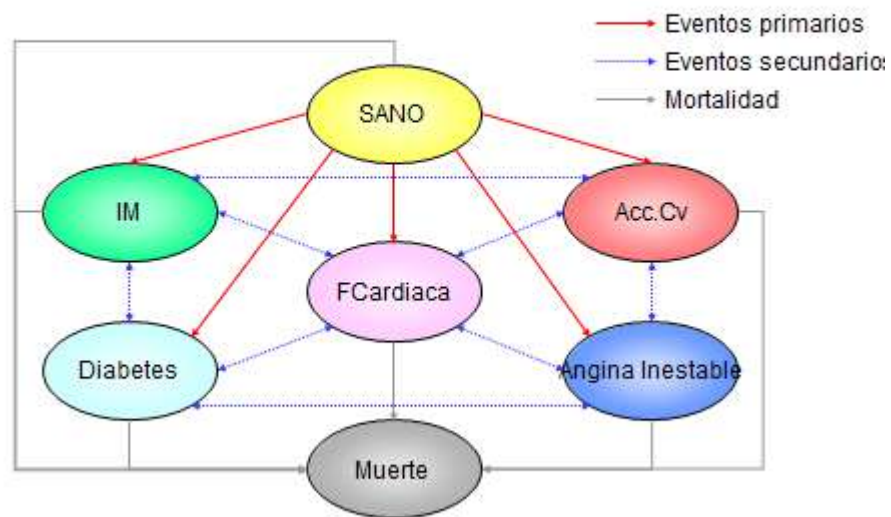 Eventos primarios
Eventos secundarios
Mortalidad
SANO
IM
Acc.Cv
FCardiaca
Diabetes
Angina Inestable
Muerte